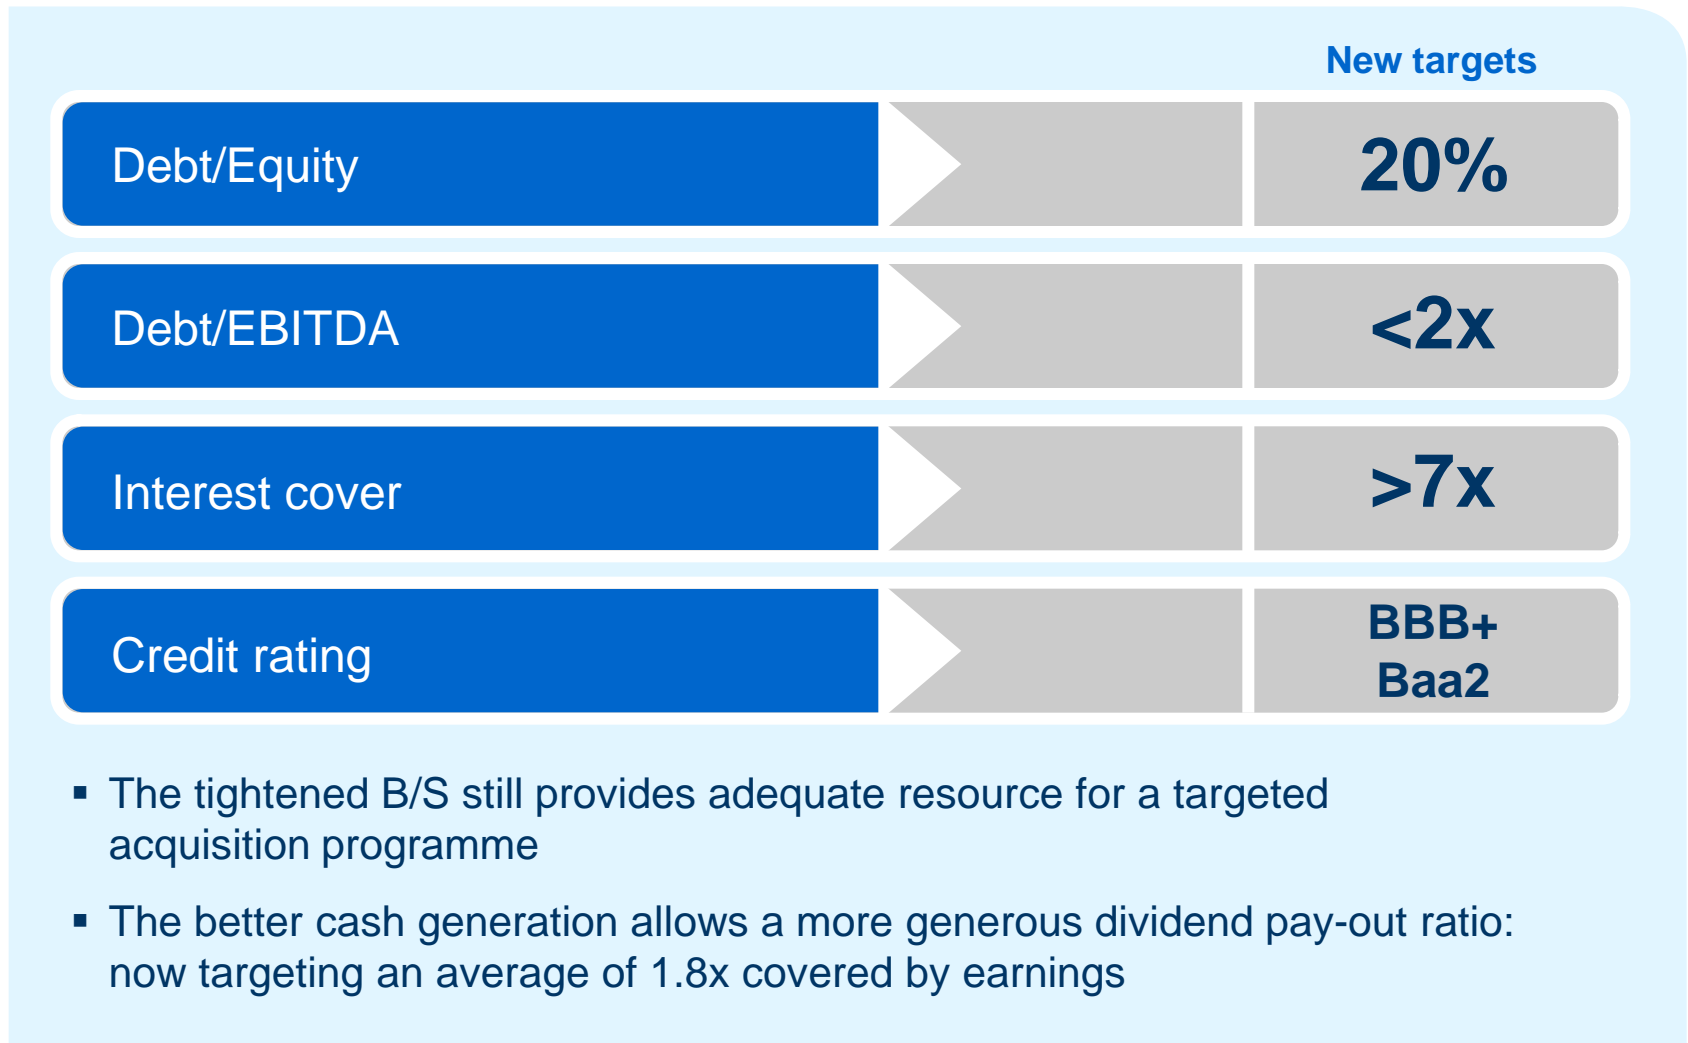 New targets
Debt/Equity
20%
Debt/EBITDA
<2x
Interest cover
>7x
Credit rating
BBB+
Baa2
▪ The tightened B/S still provides adequate resource for a targeted
acquisition programme
▪ The better cash generation allows a more generous dividend pay-out ratio:
now targeting an average of 1.8x covered by earnings